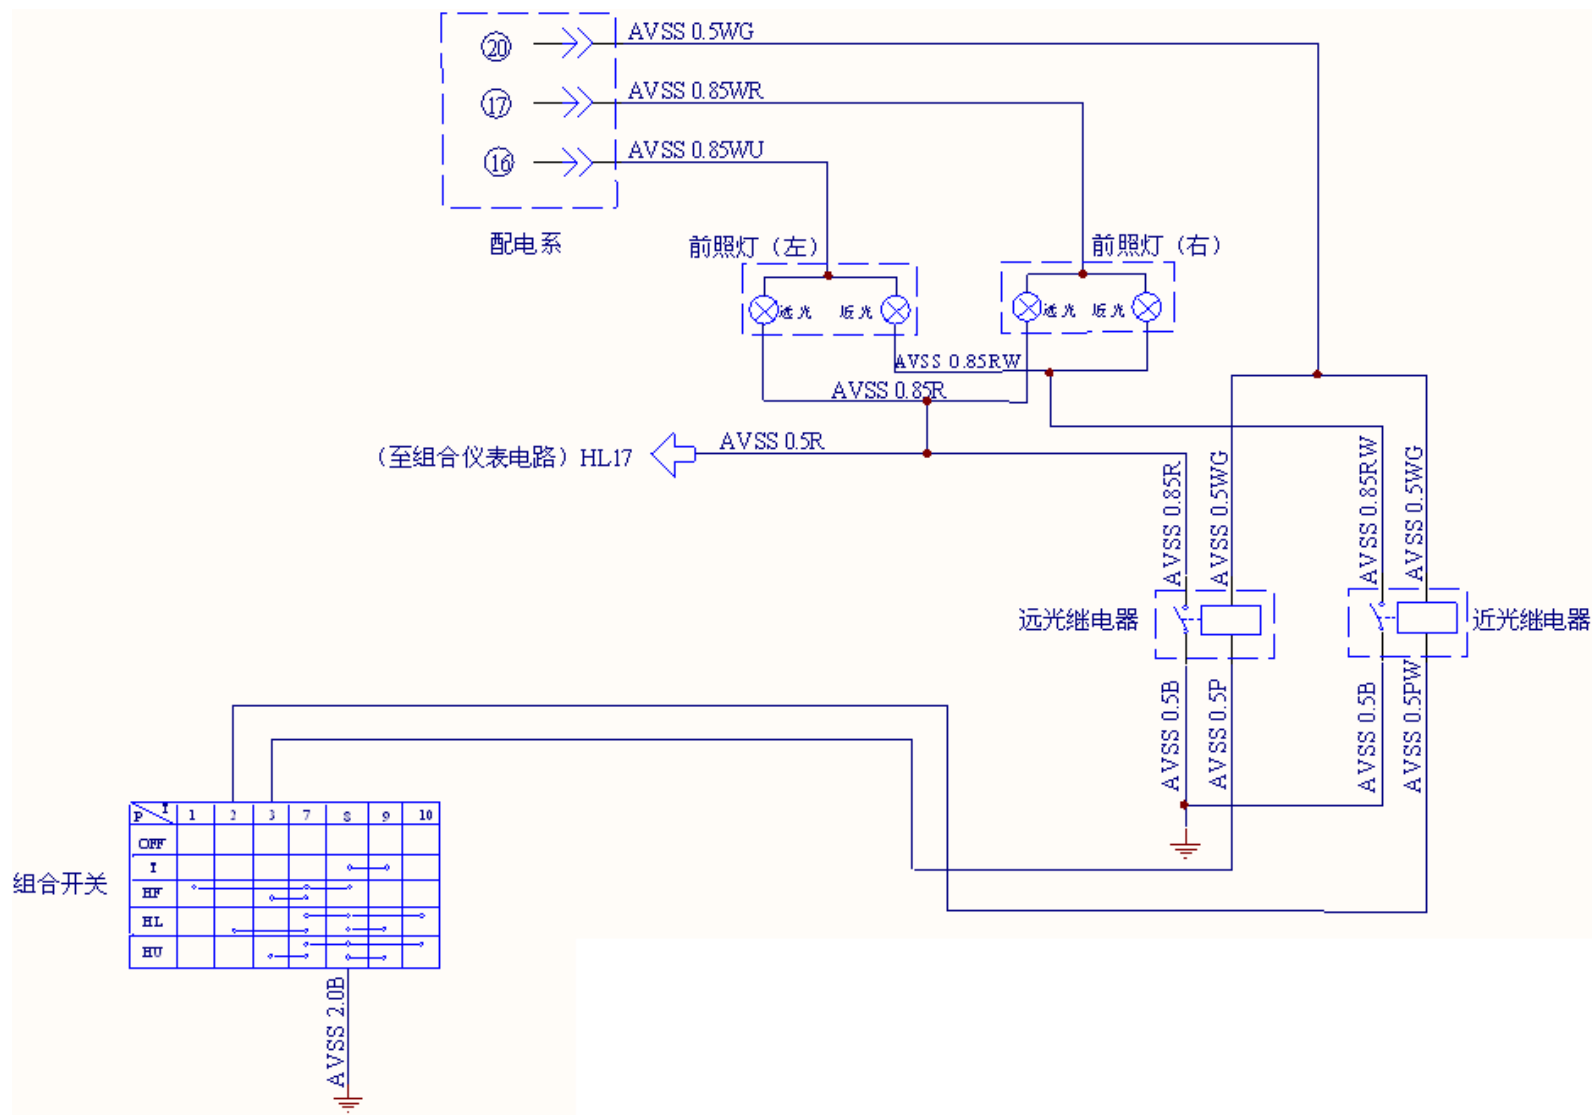 AVSS 0.5WG
20
AVSS 0.85WR
17
AVSS 0.85WU
16
配电系
前照灯（左）
前照灯（右）
远光
近光
远光
近光
AVSS 0.85RW
AVSS 0.85R
AVSS 0.5R
（至组合仪表电路）HL17
AVSS 0.85R
AVSS 0.5WG
AVSS 0.85RW
AVSS 0.5WG
远光继电器
近光继电器
AVSS 0.5B
AVSS 0.5P
AVSS 0.5B
AVSS 0.5PW
P T 1 2 3 7 8 9 10
OFF
T
组合开关
HF
HL
HU
AVSS 2.0B